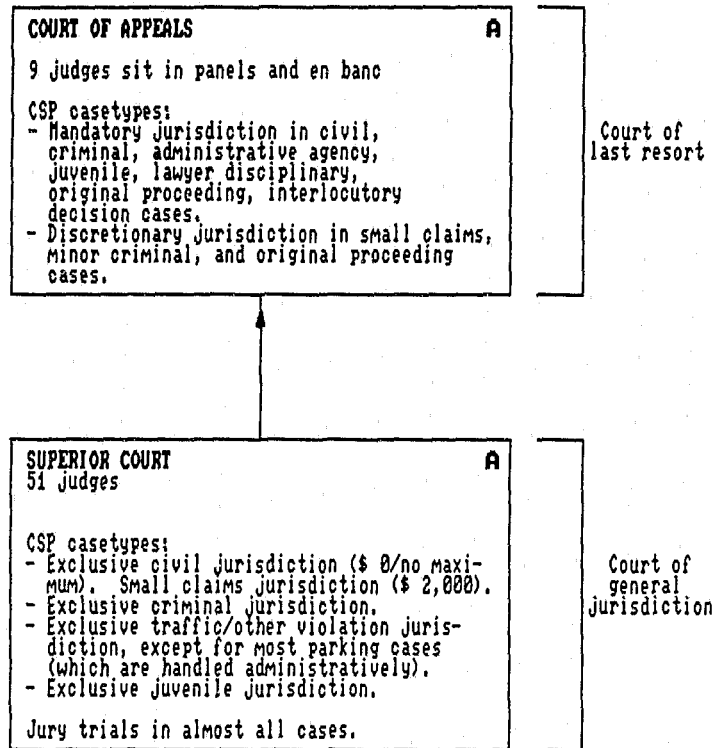 COURT OF APPEALS A
9 judges sit in panels and en banc
CSP casetypes:
- Mandatory jurisdiction in civil,
criminal, administrative agency,
juvenile, lawyer disciplinary,
original proceeding, interlocutory
decision cases.
- Discretionary jurisdiction in small claims,
minor criminal, and original proceeding
cases.
Court of
last resort
SUPERIOR COURT A
51 judges
CSP casetypes:
- Exclusive civil jurisdiction ($ 0/no maxi-
mum). Small claims jurisdiction ($ 2,000).
- Exclusive criminal jurisdiction.
- Exclusive traffic/other violation juris-
diction, except for most parking cases
(which are handled administratively).
- Exclusive juvenile jurisdiction.
Jury trials in almost all cases.
Court of
general
jurisdiction